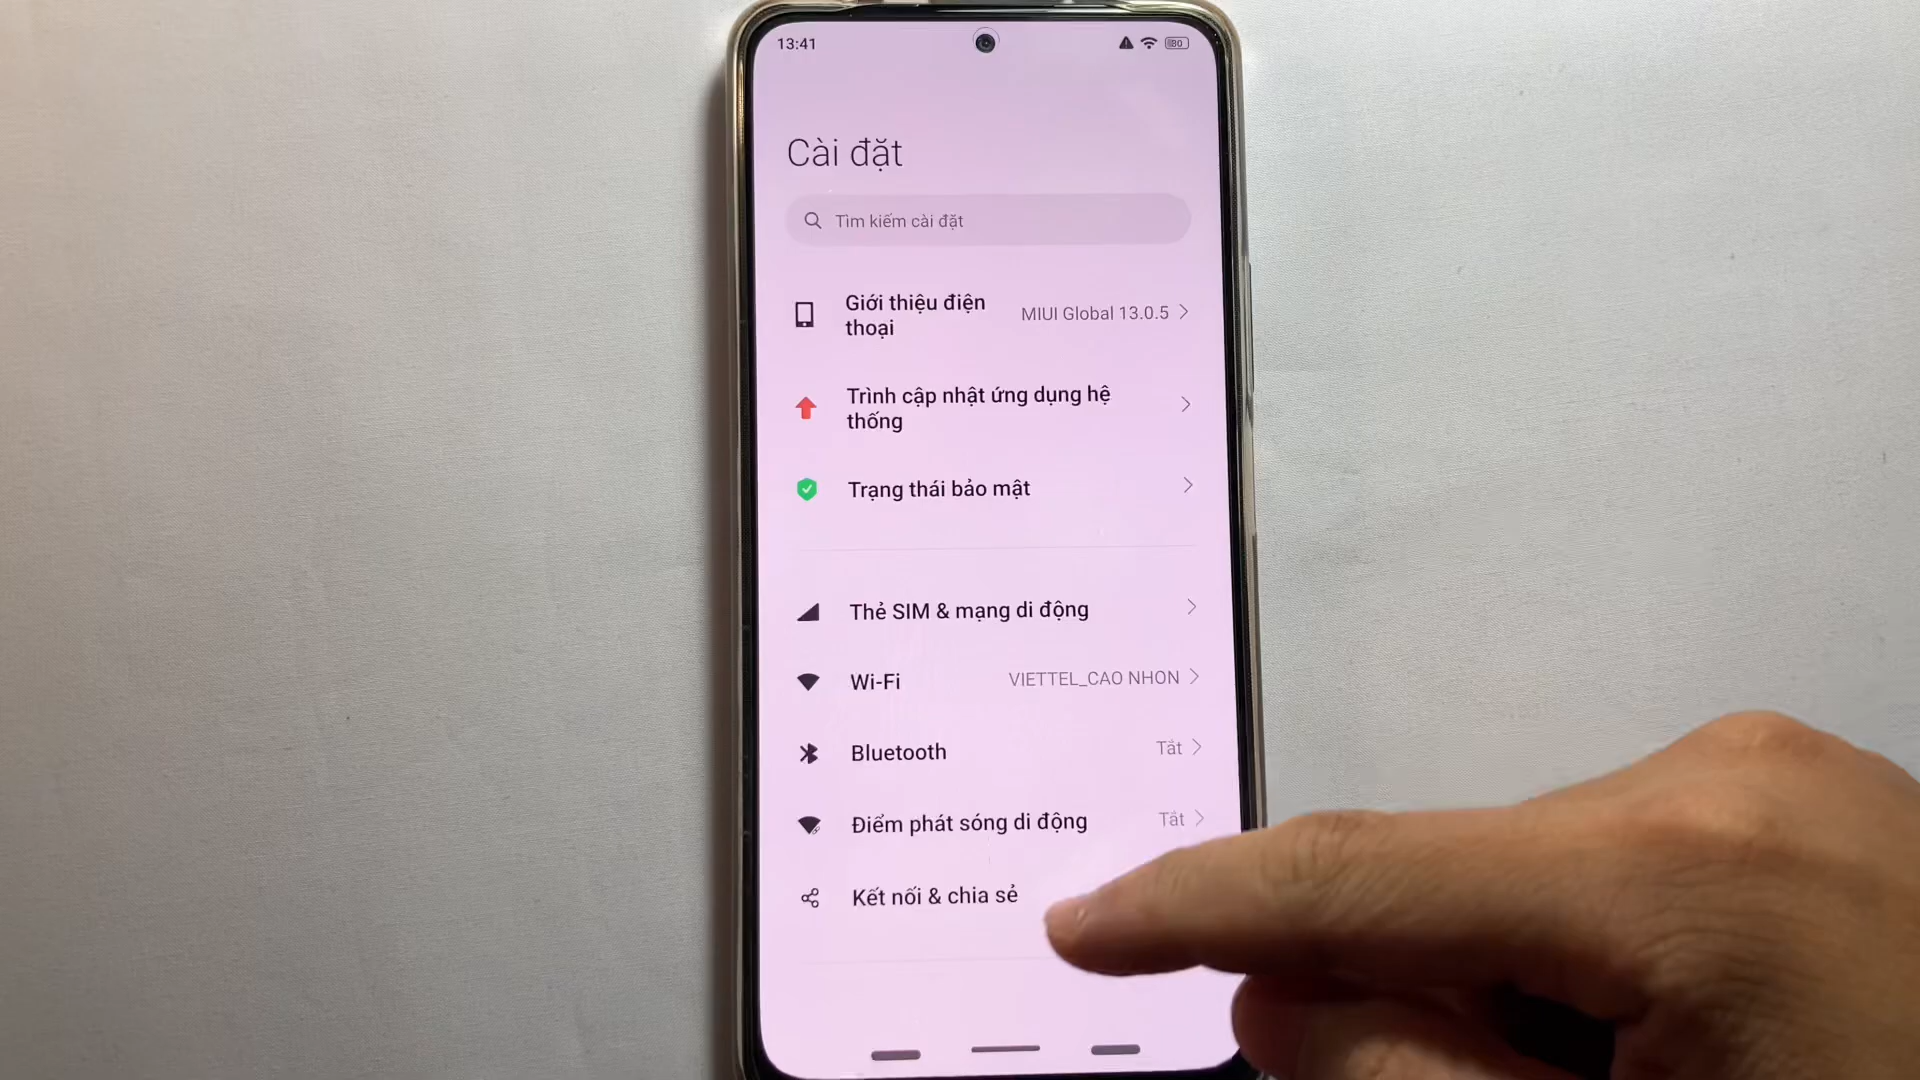 13:41
80
Cài đặt
Tìm kiếm cài đặt
Giới thiệu điện
thoại
MIUI Global 13.0.5
Trình cập nhật ứng dụng hệ
thống
Trạng thái bảo mật
Thẻ SIM & mạng di động
Wi-Fi
VIETTEL_CAO NHON
Bluetooth
Tắt
Điểm phát sóng di động
Tắt
Kết nối & chia sẻ